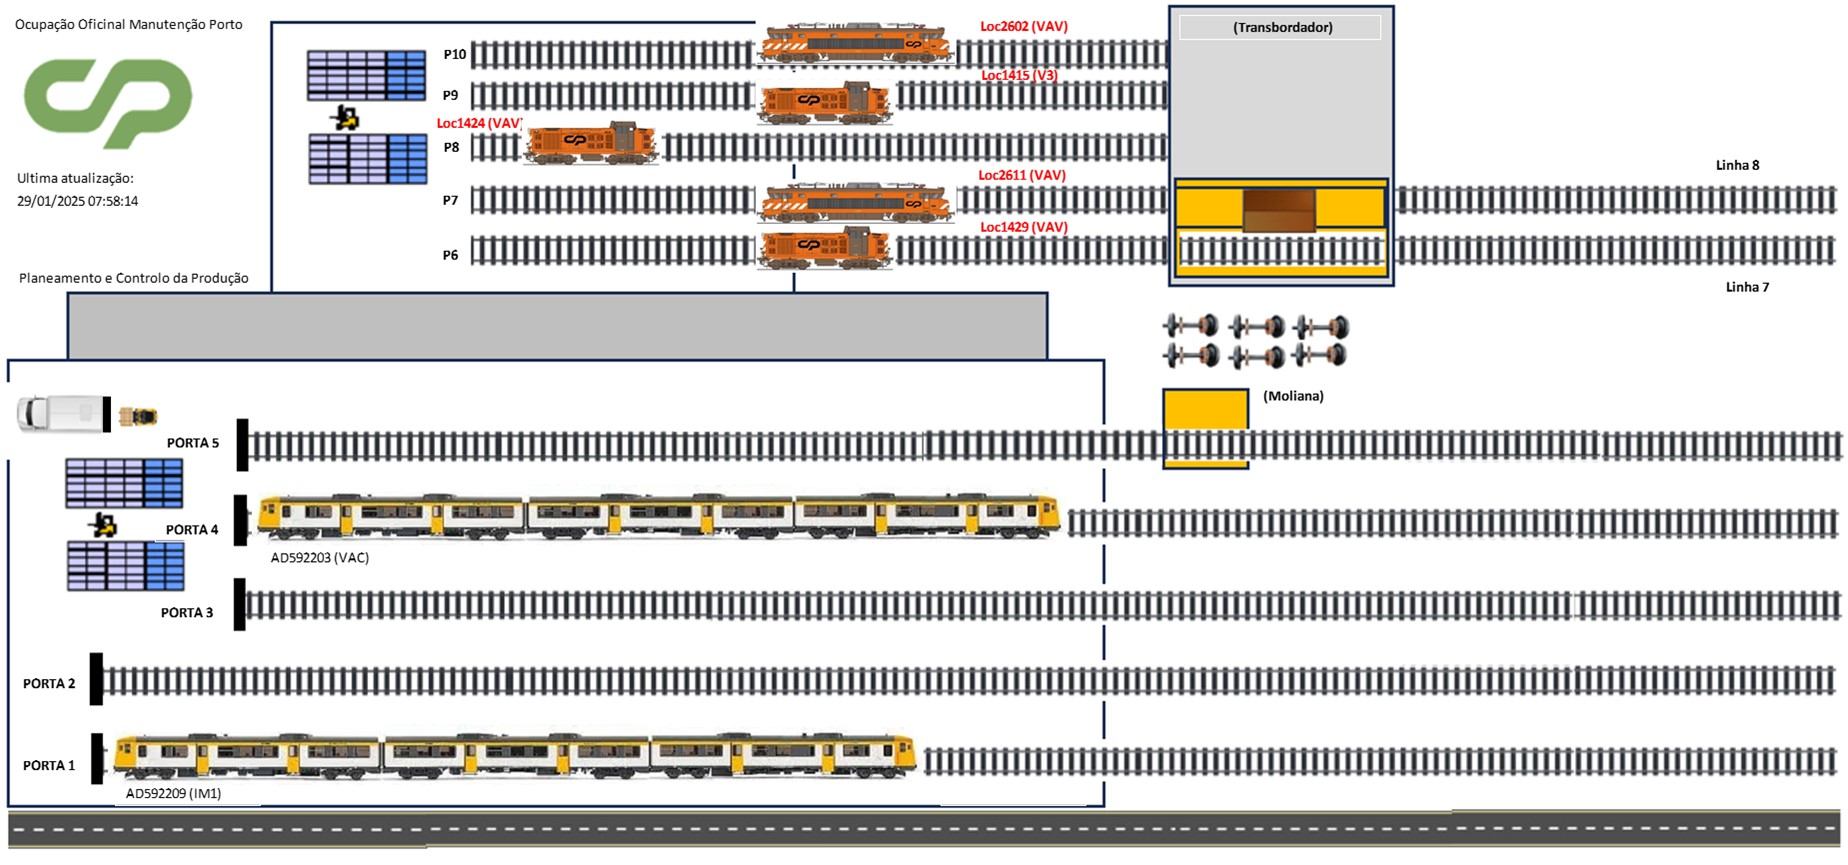 Ocupação Oficinal Manutenção Porto
Loc2602 (VAV)
(Transbordador)
P10
Loc1415 (V3)
P9
Loc1424 (VAV)
P8
Linha 8
Ultima atualização:
29/01/2025 07:58:14
Loc2611 (VAV)
P7
Loc1429 (VAV)
P6
Planeamento e Controlo da Produção
Linha 7
(Moliana)
PORTA 5
PORTA 4
AD592203 (VAC)
PORTA 3
PORTA 2
PORTA 1
AD592209 (IM1)